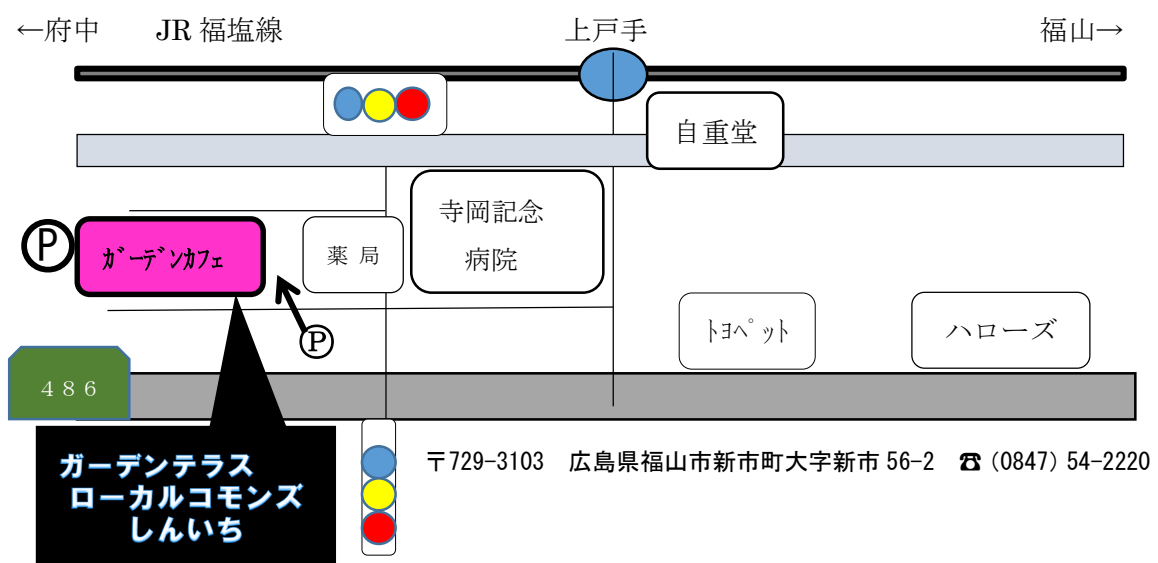 ←府中 JR 福塩線 上戸手 福山→
自重堂
寺岡記念
病院
Ⓟ
ｶﾞｰﾃﾞﾝｶﾌｪ
薬 局
Ⓟ
ﾄﾖﾍﾟｯﾄ
ハローズ
４８６
ガーデンテラス
ローカルコモンズ
しんいち
〒729-3103 広島県福山市新市町大字新市 56-2 ☎(0847) 54-2220